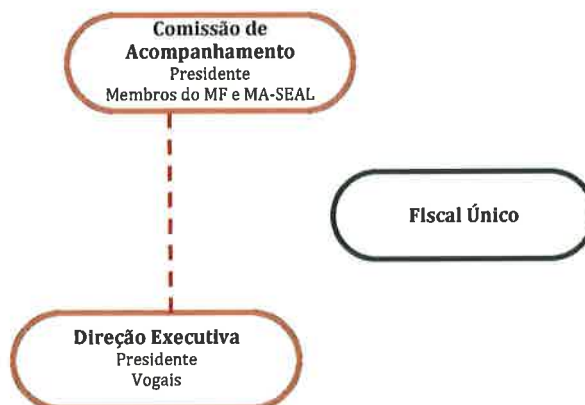 Comissão de
Acompanhamento
Presidente
Membros do MF e MA-SEAL
Fiscal Único
Direção Executiva
Presidente
Vogais